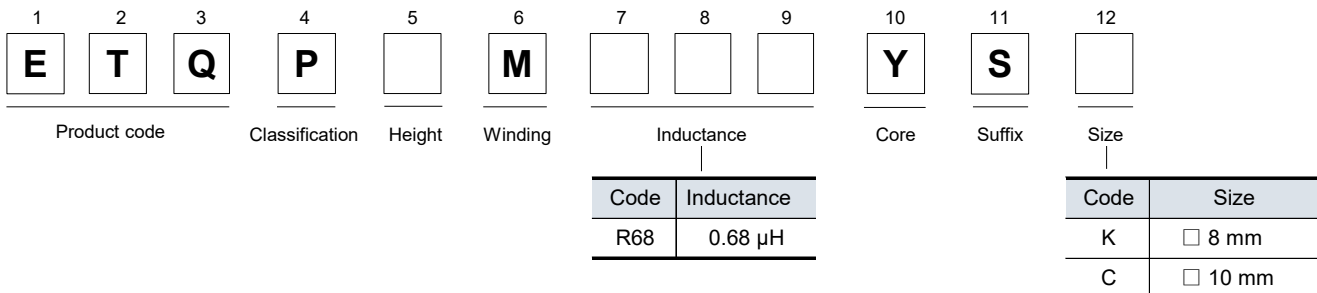 1 2 3 4 5 6 7 8 9 10 11 12
E T Q P M Y S
Product code Classification Height Winding Inductance Core Suffix Size
Code Inductance Code Size
R68 0.68 µH K □ 8 mm
C □ 10 mm